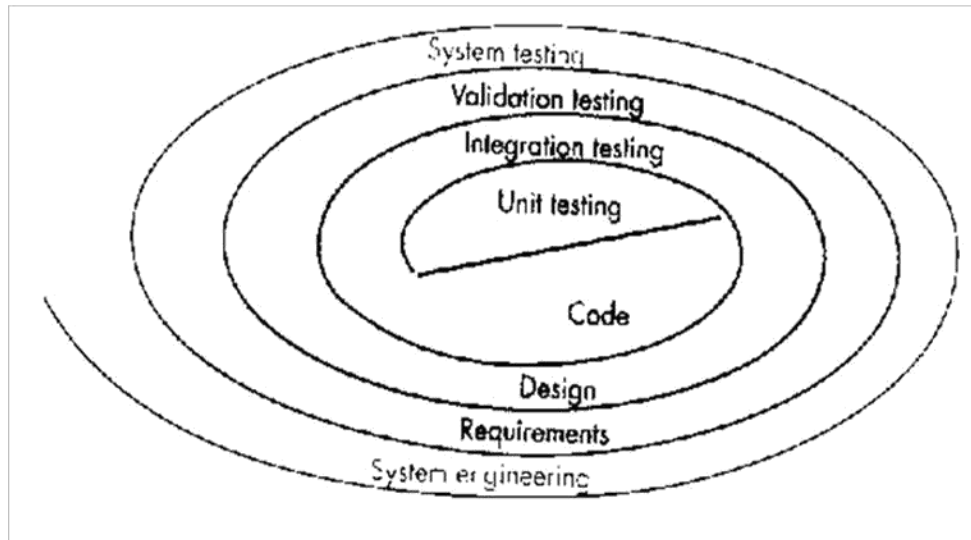 System testing
Validation testing
Integration testing
Unit testing
Code
Design
Requirements
System engineering